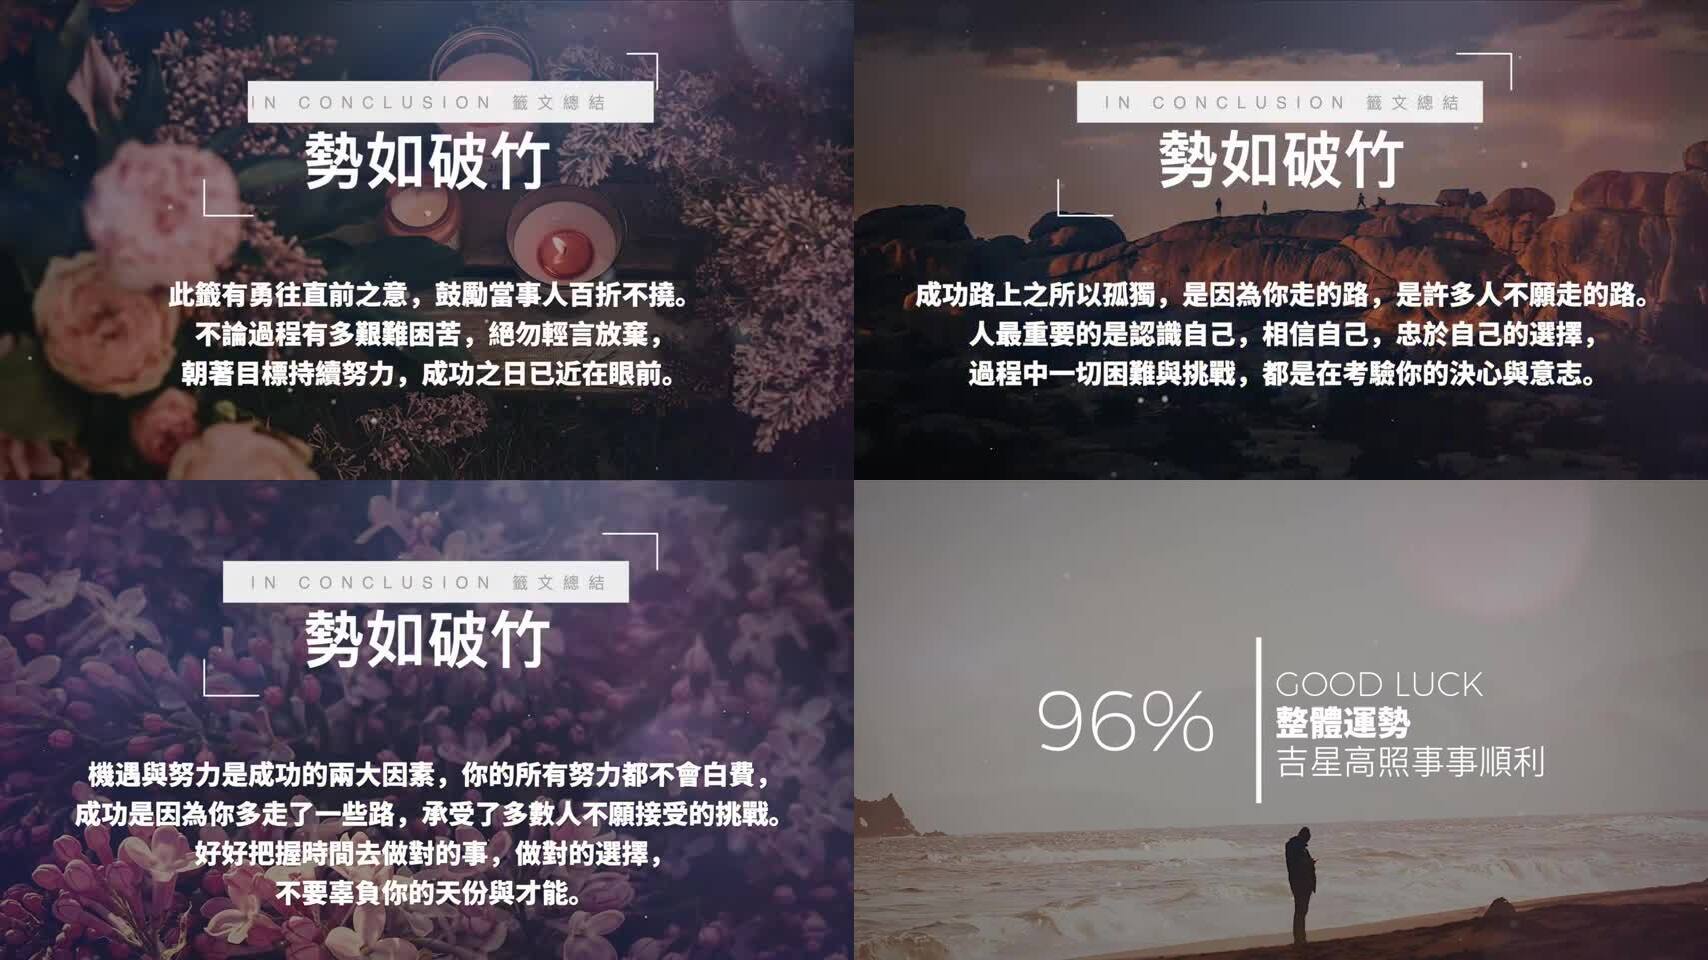 IN CONCLUSION 籤文總結
勢如破竹
此籤有勇往直前之意，鼓勵當事人百折不撓。
不論過程有多艱難困苦，絕勿輕言放棄，
朝著目標持續努力，成功之日已近在眼前。
IN CONCLUSION 籤文總結
勢如破竹
成功路上之所以孤獨，是因為你走的路，是許多人不願走的路。
人最重要的是認識自己，相信自己，忠於自己的選擇，
過程中一切困難與挑戰，都是在考驗你的決心與意志。
IN CONCLUSION 籤文總結
勢如破竹
機遇與努力是成功的兩大因素，你的所有努力都不會白費，
成功是因為你多走了一些路，承受了多數人不願接受的挑戰。
好好把握時間去做對的事，做對的選擇，
不要辜負你的天份與才能。
96%
GOOD LUCK
整體運勢
吉星高照事事順利